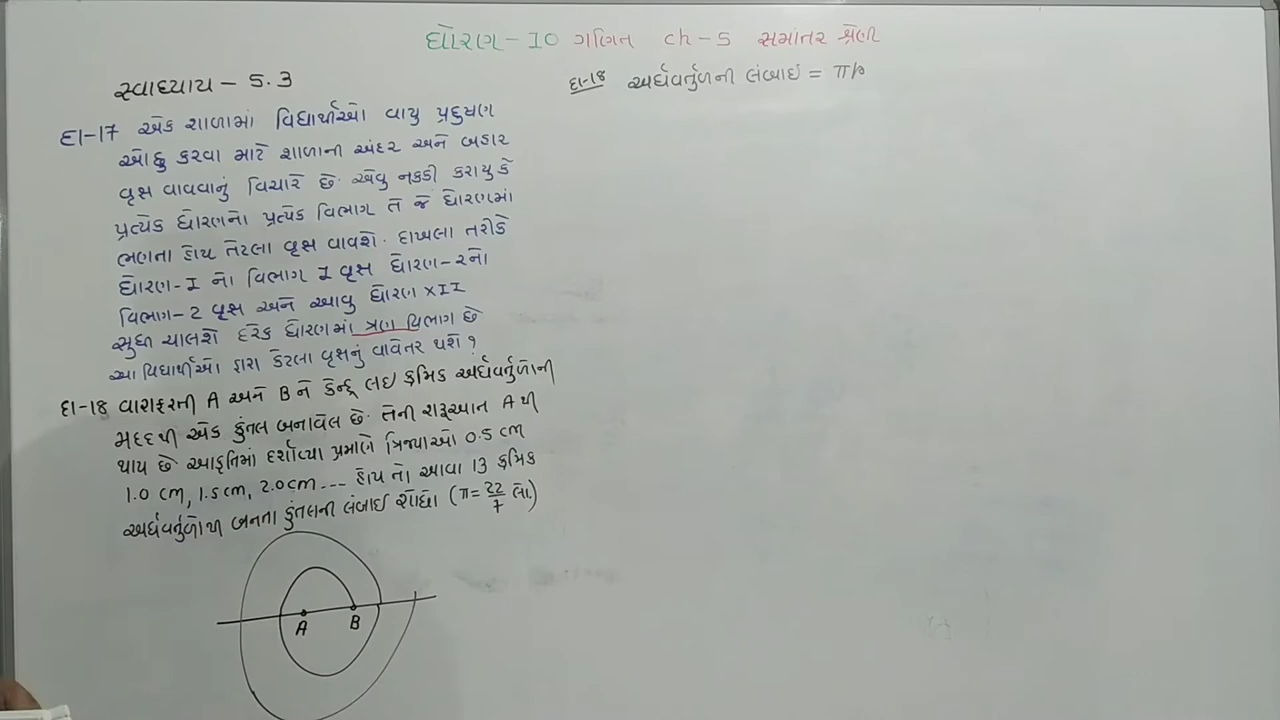 ધોરણ - 10 ગણિત ch - 5 સમાંતર શ્રેણી
સ્વાધ્યાય - 5.3
દા-17 એક શાળામાં વિદ્યાર્થીઓ વાયુ પ્રદુષણ
ઓછુ કરવા માટે શાળાની અંદર અને બહાર
વૃક્ષ વાવવાનું વિચારે છે. એવુ નકકી કરાયુ કે
પ્રત્યેક ધોરણનો પ્રત્યેક વિભાગ તે જે ધોરણમાં
ભણતા હોય તેટલા વૃક્ષ વાવશે. દાખલા તરીકે
ધોરણ-I નો વિભાગ 1 વૃક્ષ ધોરણ-૨નો
વિભાગ-2 વૃક્ષ અને આવુ ધોરણ XII
સુધી ચાલશે દરેક ધોરણમાં ત્રણ વિભાગ છે
આ વિદ્યાર્થીઓ દ્વારા કેટલા વૃક્ષનું વાવેતર થશે ?
દા-18 વારાફરતી A અને B ને કેન્દ્ર લઇ ક્રમિક અર્ધવર્તુળોની
મદદથી એક કુંતલ બનાવેલ છે. તેની શરૂઆત A થી
થાય છે આકૃતિમાં દર્શાવ્યા પ્રમાણે ત્રિજ્યાઓ 0.5 cm
1.0 cm, 1.5 cm, 2.0 cm --- હોય તો આવા 13 ક્રમિક
અર્ધવર્તુળોથી બનતા કુંતલની લંબાઈ શોધો (π = 22/7 લો.)
A B
દા-18 અર્ધવર્તુળની લંબાઇ = πr